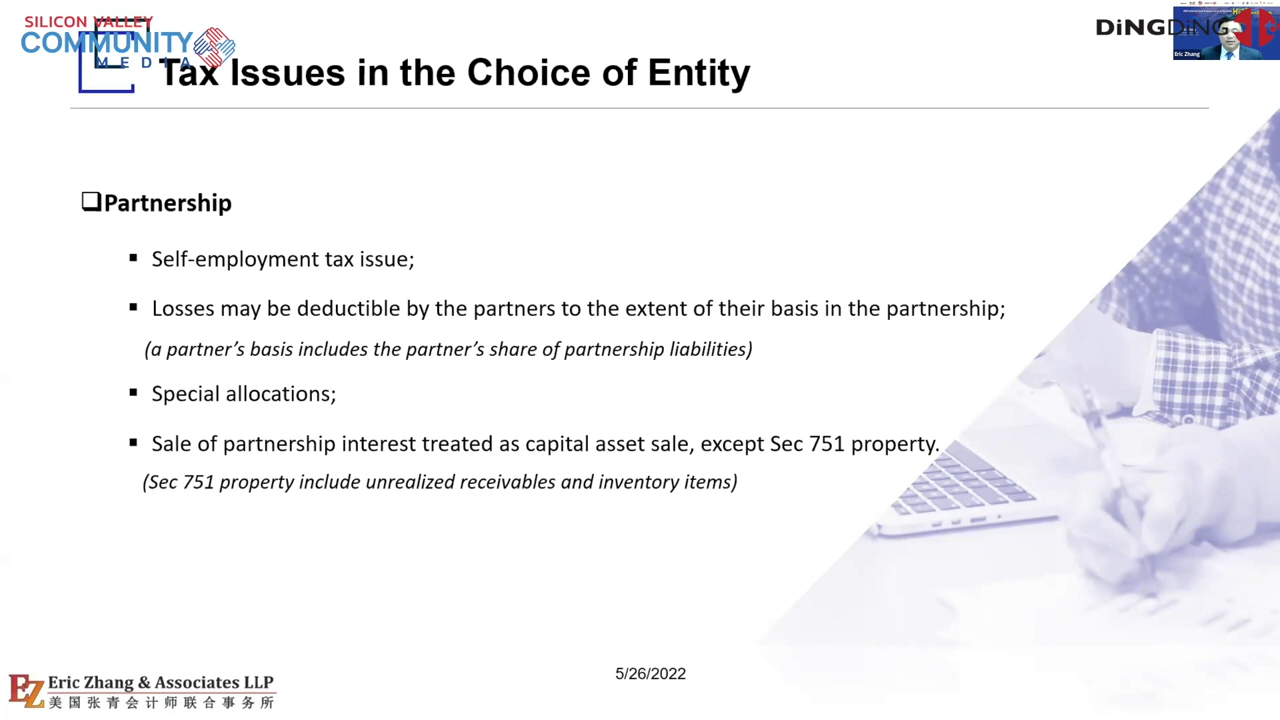 SILICON VALLEY
COMMUNITY
MEDIA
DiNGDiNG
Eric Zhang
Tax Issues in the Choice of Entity
❑Partnership
▪ Self-employment tax issue;
▪ Losses may be deductible by the partners to the extent of their basis in the partnership;
(a partner’s basis includes the partner’s share of partnership liabilities)
▪ Special allocations;
▪ Sale of partnership interest treated as capital asset sale, except Sec 751 property.
(Sec 751 property include unrealized receivables and inventory items)
5/26/2022
EZ Eric Zhang & Associates LLP
美国张青会计师联合事务所